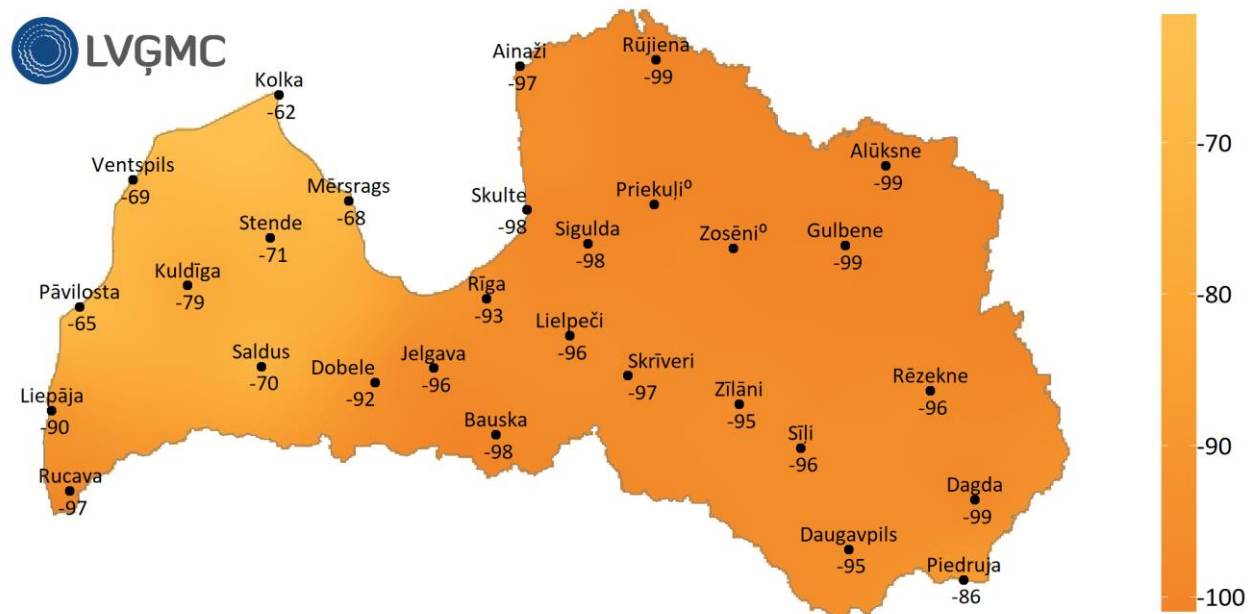 LVĢMC
Ainaži
-97
Rūjiena
-99
Kolka
-62
Alūksne
-99
Ventspils
-69
Mērsrags
-68
Skulte
-98
Priekuļi⁰
Stende
-71
Sigulda
-98
Zosēni⁰
Gulbene
-99
Kuldīga
-79
Pāvilosta
-65
Rīga
-93
Lielpeči
-96
Saldus
-70
Dobele
-92
Jelgava
-96
Skrīveri
-97
Zīlāni
-95
Rēzekne
-96
Liepāja
-90
Bauska
-98
Sīļi
-96
Rucava
-97
Dagda
-99
Daugavpils
-95
Piedruja
-86
-70
-80
-90
-100